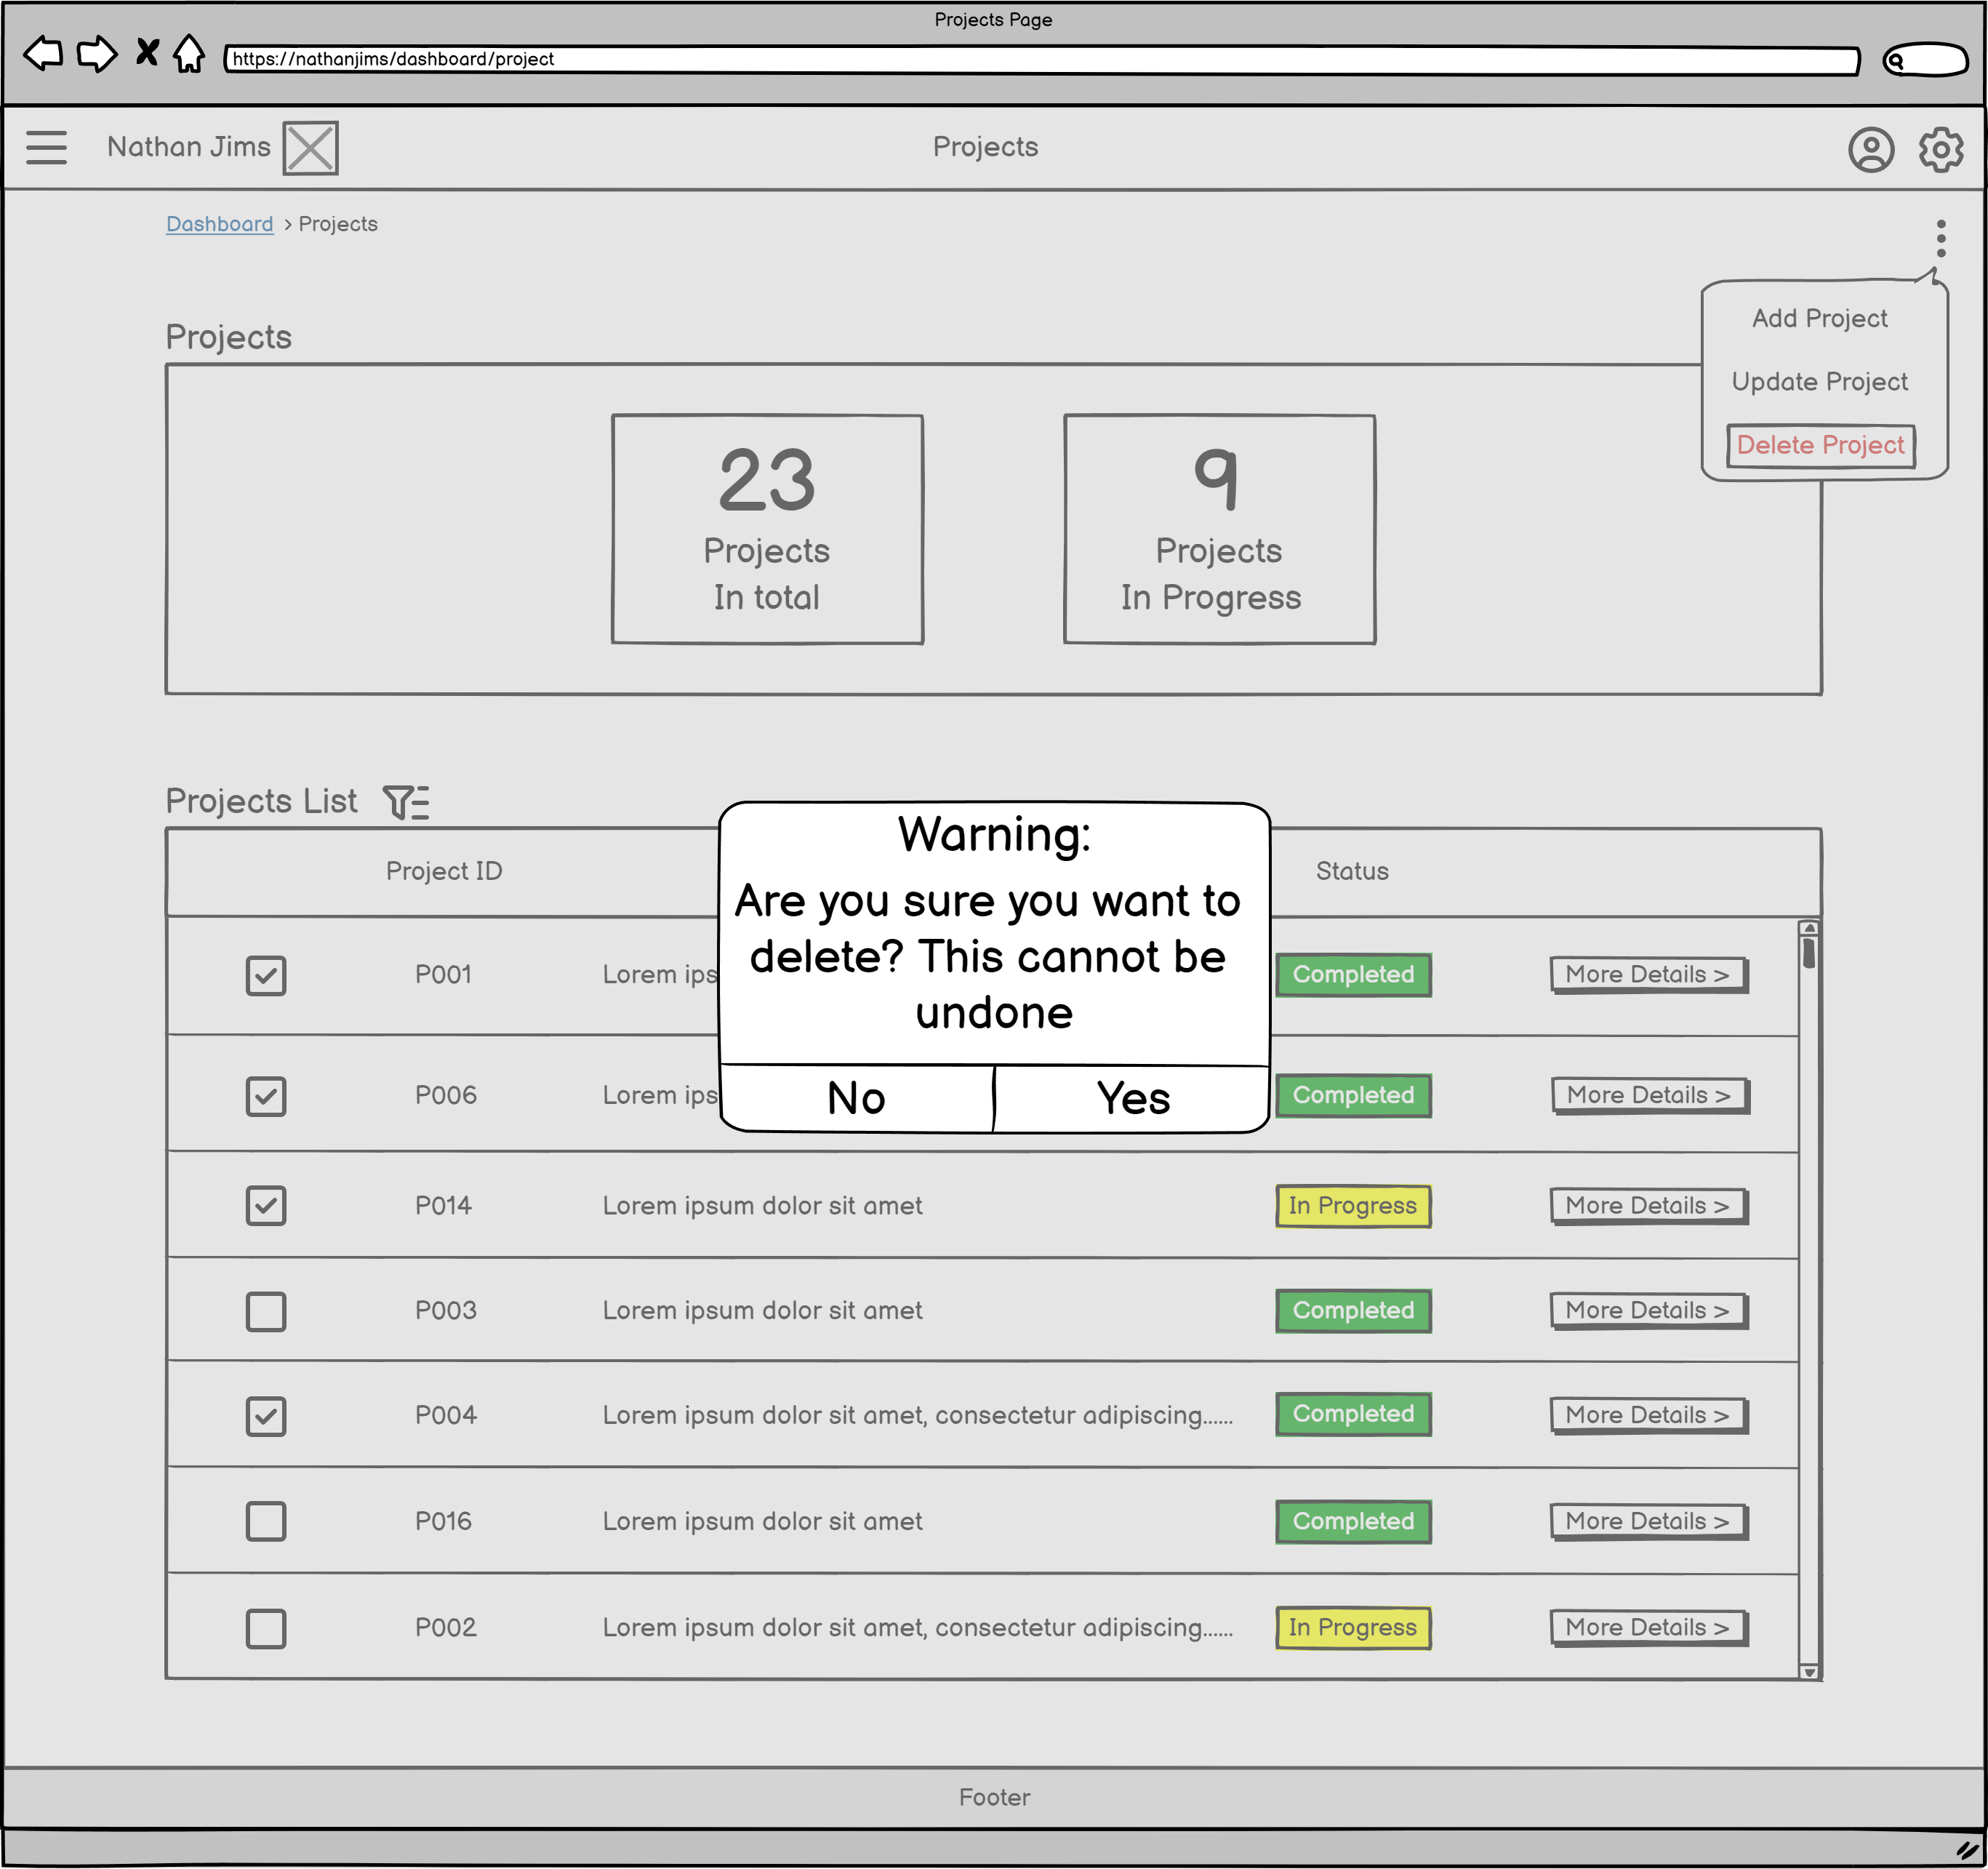 Projects Page
https://nathanjims/dashboard/project
Nathan Jims
Projects
Dashboard > Projects
Add Project
Update Project
Delete Project
Projects
23
Projects
In total
9
Projects
In Progress
Projects List
Project ID
Status
Warning:
Are you sure you want to
delete? This cannot be
undone
No
Yes
P001 Lorem ips Completed More Details >
P006 Lorem ips Completed More Details >
P014 Lorem ipsum dolor sit amet In Progress More Details >
P003 Lorem ipsum dolor sit amet Completed More Details >
P004 Lorem ipsum dolor sit amet, consectetur adipiscing...... Completed More Details >
P016 Lorem ipsum dolor sit amet Completed More Details >
P002 Lorem ipsum dolor sit amet, consectetur adipiscing...... In Progress More Details >
Footer